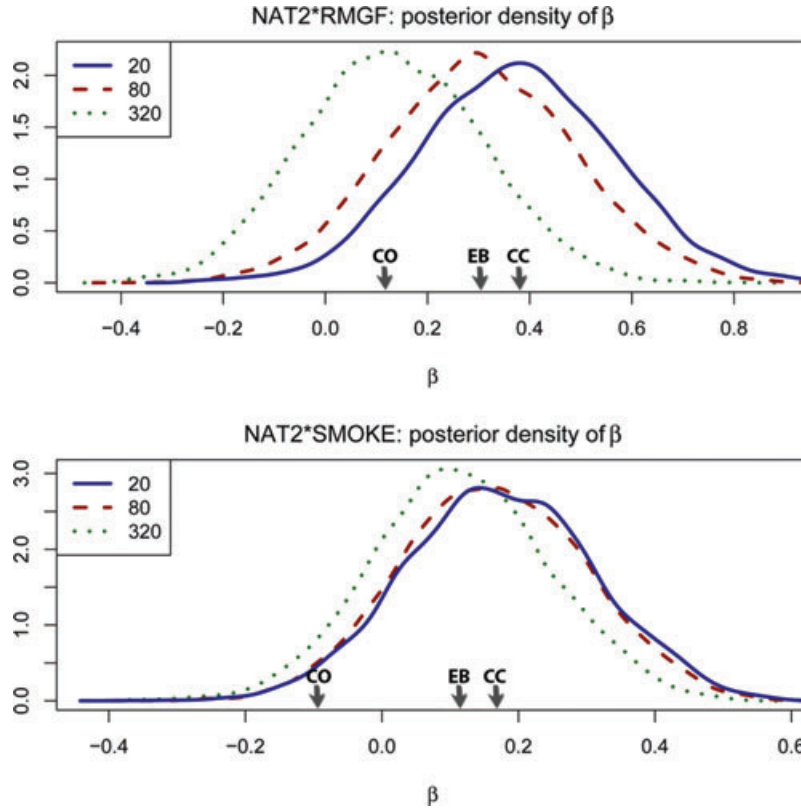 NAT2*RMGF: posterior density of β
20
80
320
0.0 0.5 1.0 1.5 2.0
CO EB CC
−0.4 −0.2 0.0 0.2 0.4 0.6 0.8
β
NAT2*SMOKE: posterior density of β
20
80
320
0.0 1.0 2.0 3.0
CO EB CC
−0.4 −0.2 0.0 0.2 0.4 0.6
β